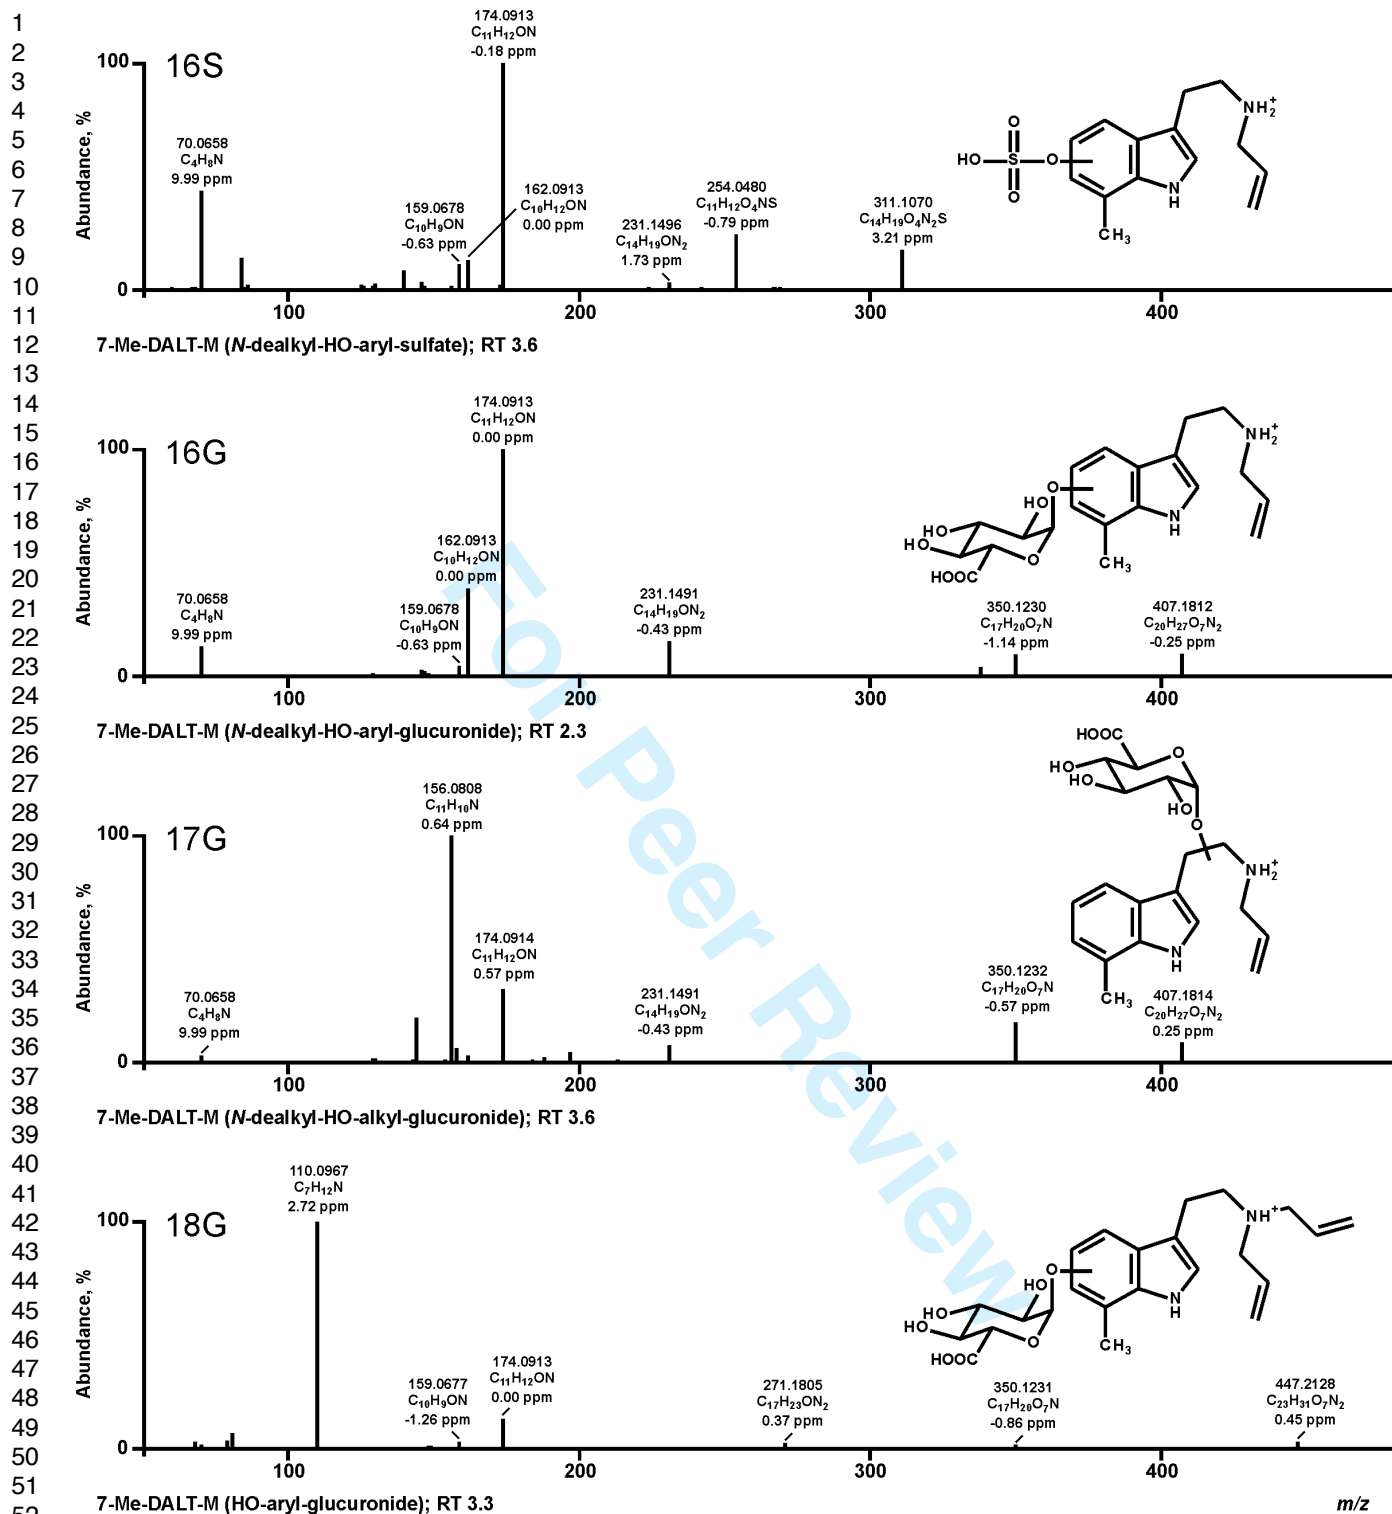 1
2
3
4
5
6
7
8
9
10
11
12
13
14
15
16
17
18
19
20
21
22
23
24
25
26
27
28
29
30
31
32
33
34
35
36
37
38
39
40
41
42
43
44
45
46
47
48
49
50
51
For Peer Review
16S
Abundance, %
100
0
70.0658
C4H8N
9.99 ppm
159.0678
C10H9ON
-0.63 ppm
174.0913
C11H12ON
-0.18 ppm
162.0913
C10H12ON
0.00 ppm
231.1496
C14H19ON2
1.73 ppm
254.0480
C11H12O4NS
-0.79 ppm
311.1070
C14H19O4N2S
3.21 ppm
HO
S
O
O
O
CH3
N
H
NH2+
100
200
300
400
7-Me-DALT-M (N-dealkyl-HO-aryl-sulfate); RT 3.6
16G
Abundance, %
100
0
70.0658
C4H8N
9.99 ppm
159.0678
C10H9ON
-0.63 ppm
162.0913
C10H12ON
0.00 ppm
174.0913
C11H12ON
0.00 ppm
231.1491
C14H19ON2
-0.43 ppm
350.1230
C17H20O7N
-1.14 ppm
407.1812
C20H27O7N2
-0.25 ppm
HO
HO
HO
HOOC
O
O
CH3
N
H
NH2+
100
200
300
400
7-Me-DALT-M (N-dealkyl-HO-aryl-glucuronide); RT 2.3
17G
Abundance, %
100
0
70.0658
C4H8N
9.99 ppm
156.0808
C11H10N
0.64 ppm
174.0914
C11H12ON
0.57 ppm
231.1491
C14H19ON2
-0.43 ppm
350.1232
C17H20O7N
-0.57 ppm
407.1814
C20H27O7N2
0.25 ppm
HOOC
HO
HO
HO
O
O
CH3
N
H
NH2+
100
200
300
400
7-Me-DALT-M (N-dealkyl-HO-alkyl-glucuronide); RT 3.6
18G
Abundance, %
100
0
110.0967
C7H12N
2.72 ppm
159.0677
C10H9ON
-1.26 ppm
174.0913
C11H12ON
0.00 ppm
271.1805
C17H23ON2
0.37 ppm
350.1231
C17H20O7N
-0.86 ppm
447.2128
C23H31O7N2
0.45 ppm
HO
HO
HO
HOOC
O
O
CH3
N
H
NH+
100
200
300
400
7-Me-DALT-M (HO-aryl-glucuronide); RT 3.3
m/z